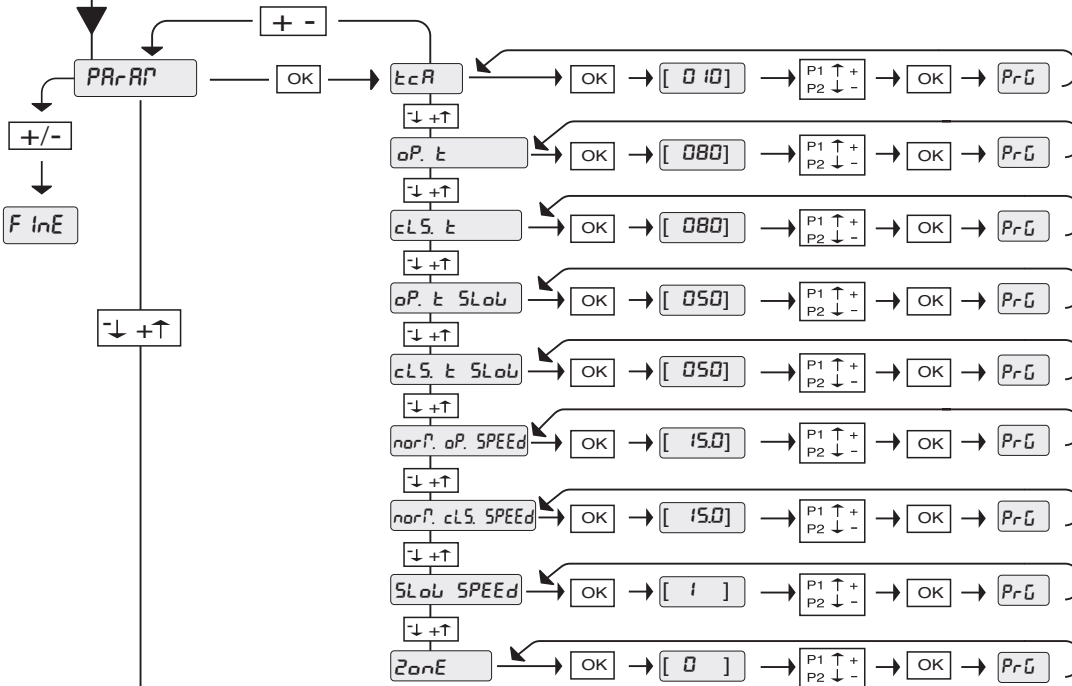 + -
PArAM OK tcA OK [ 010] P1 ↑ + P2 ↓ - OK PrG
+/-
-↓ +↑
oP. t OK [ 080] P1 ↑ + P2 ↓ - OK PrG
-↓ +↑
FInE
cLS. t OK [ 080] P1 ↑ + P2 ↓ - OK PrG
-↓ +↑
oP. t SLoW OK [ 050] P1 ↑ + P2 ↓ - OK PrG
-↓ +↑
-↓ +↑
cLS. t SLoW OK [ 050] P1 ↑ + P2 ↓ - OK PrG
-↓ +↑
norM. oP. SPEEd OK [ 15.0] P1 ↑ + P2 ↓ - OK PrG
-↓ +↑
norM. cLS. SPEEd OK [ 15.0] P1 ↑ + P2 ↓ - OK PrG
-↓ +↑
SLoW SPEEd OK [ 1 ] P1 ↑ + P2 ↓ - OK PrG
-↓ +↑
ZonE OK [ 0 ] P1 ↑ + P2 ↓ - OK PrG